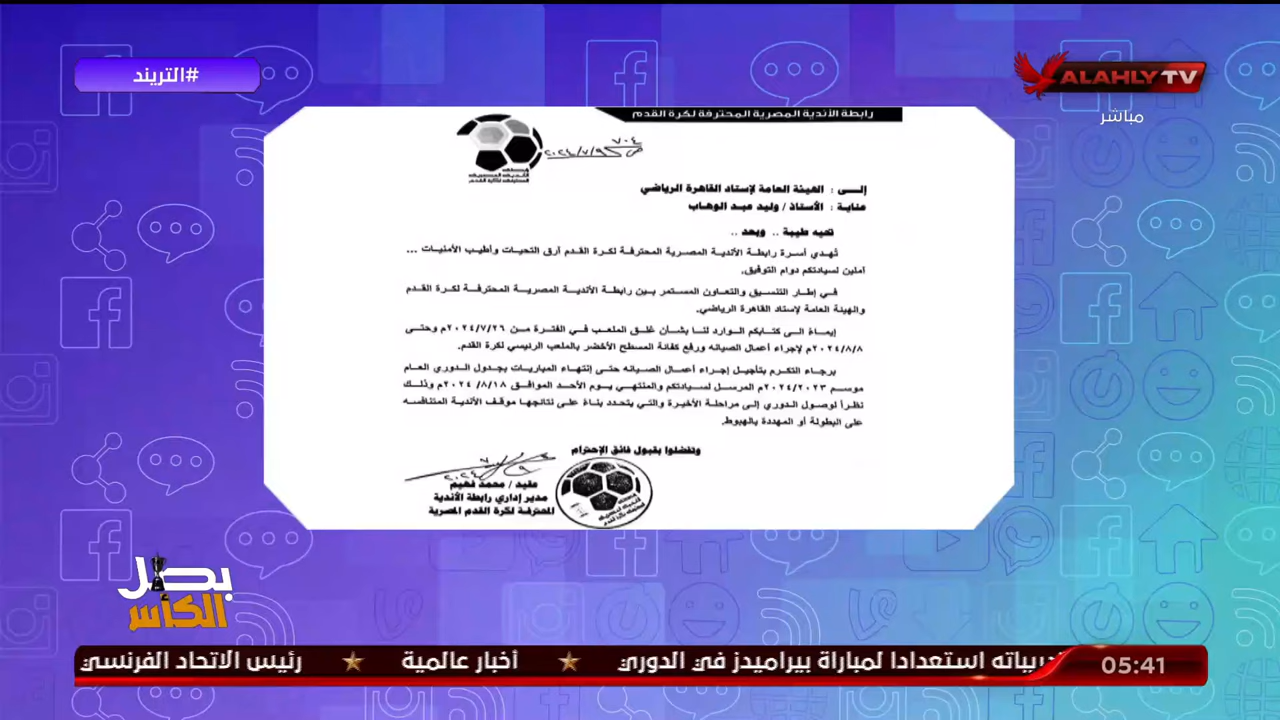 #التريند
ALAHLY TV
مباشر
رابطة الأندية المصرية المحترفة لكرة القدم
٧٠٤
إلـى : الهيئة العامة لإستاد القاهرة الرياضي
عناية : الأستاذ / وليد عبد الوهاب
تحيه طيبة .. وبعد ..
تُهدي أسرة رابطة الأندية المصرية المحترفة لكرة القدم أرق التحيات وأطيب الأمنيات ...
أملين لسيادتكم دوام التوفيق.
في إطار التنسيق والتعاون المستمر بين رابطة الأندية المصرية المحترفة لكرة القدم
والهيئة العامة لإستاد القاهرة الرياضي.
إيماءً الى كتابكم الوارد لنا بشأن غلق الملعب في الفترة من ٢٠٢٤/٧/٢٦م وحتى
٢٠٢٤/٨/٨م لإجراء أعمال الصيانه ورفع كفائة المسطح الأخضر بالملعب الرئيسي لكرة القدم.
برجاء التكرم بتأجيل إجراء أعمال الصيانه حتى إنتهاء المباريات بجدول الدوري العام
موسم ٢٠٢٤/٢٠٢٣م المرسل لسيادتكم والمنتهي يوم الأحد الموافق ٢٠٢٤ /٨/١٨م وذلك
نظراً لوصول الدوري إلى مراحلة الأخيرة والتي يتحدد بناءً على نتائجها موقف الأندية المتنافسه
على البطولة أو المهددة بالهبوط.
وتفضلوا بقبول فائق الإحترام
عقيد / محمد فهيم
مدير إداري رابطة الأندية
المحترفة لكرة القدم المصرية
بطل
الكأس
تدريباته استعدادا لمباراة بيراميدز في الدوري ★ أخبار عالمية ★ رئيس الاتحاد الفرنسي
05:41